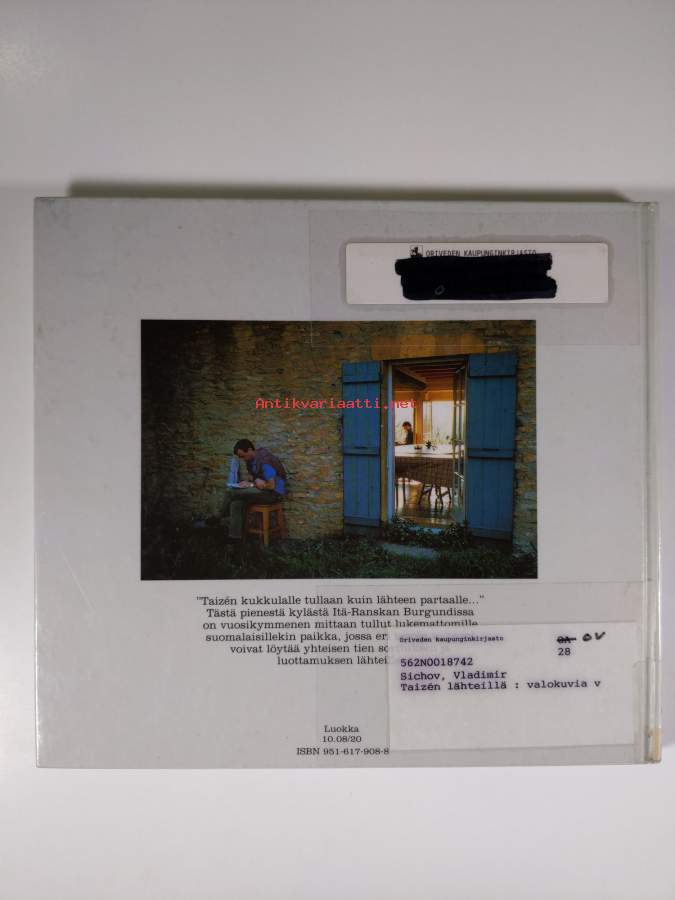 ORIVEDEN KAUPUNGINKIRJASTO
Antikvariaatti.net
"Taizén kukkulalle tullaan kuin lähteen partaalle..."
Tästä pienestä kylästä Itä-Ranskan Burgundissa
on vuosikymmenen mittaan tullut lukemattomille
suomalaisillekin paikka, jossa
voivat löytää yhteisen tien
luottamuksen
Oriveden kaupunginkirjasto
OV
28
562N0018742
Sichov, Vladimir
Taizén lähteillä : valokuvia v
Luokka
10.08/20
ISBN 951-617-908-8